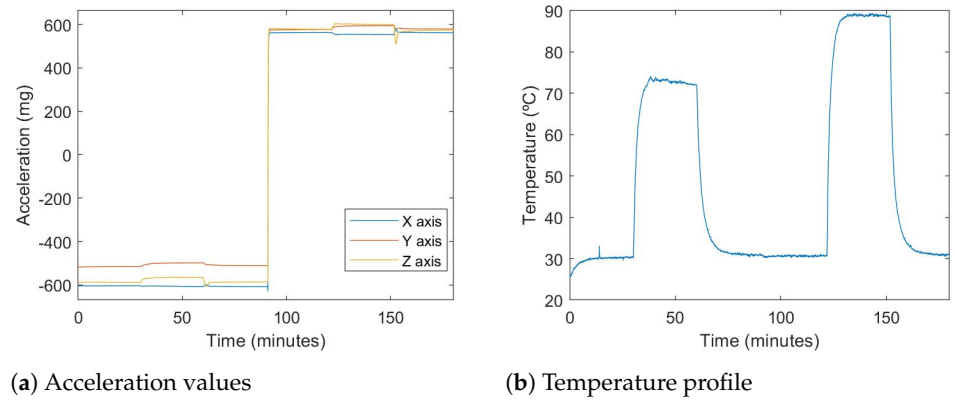 600
400
200
0
-200
-400
-600
Acceleration (mg)
X axis
Y axis
Z axis
0 50 100 150
Time (minutes)
(a) Acceleration values
90
80
70
60
50
40
30
20
Temperature (ºC)
0 50 100 150
Time (minutes)
(b) Temperature profile